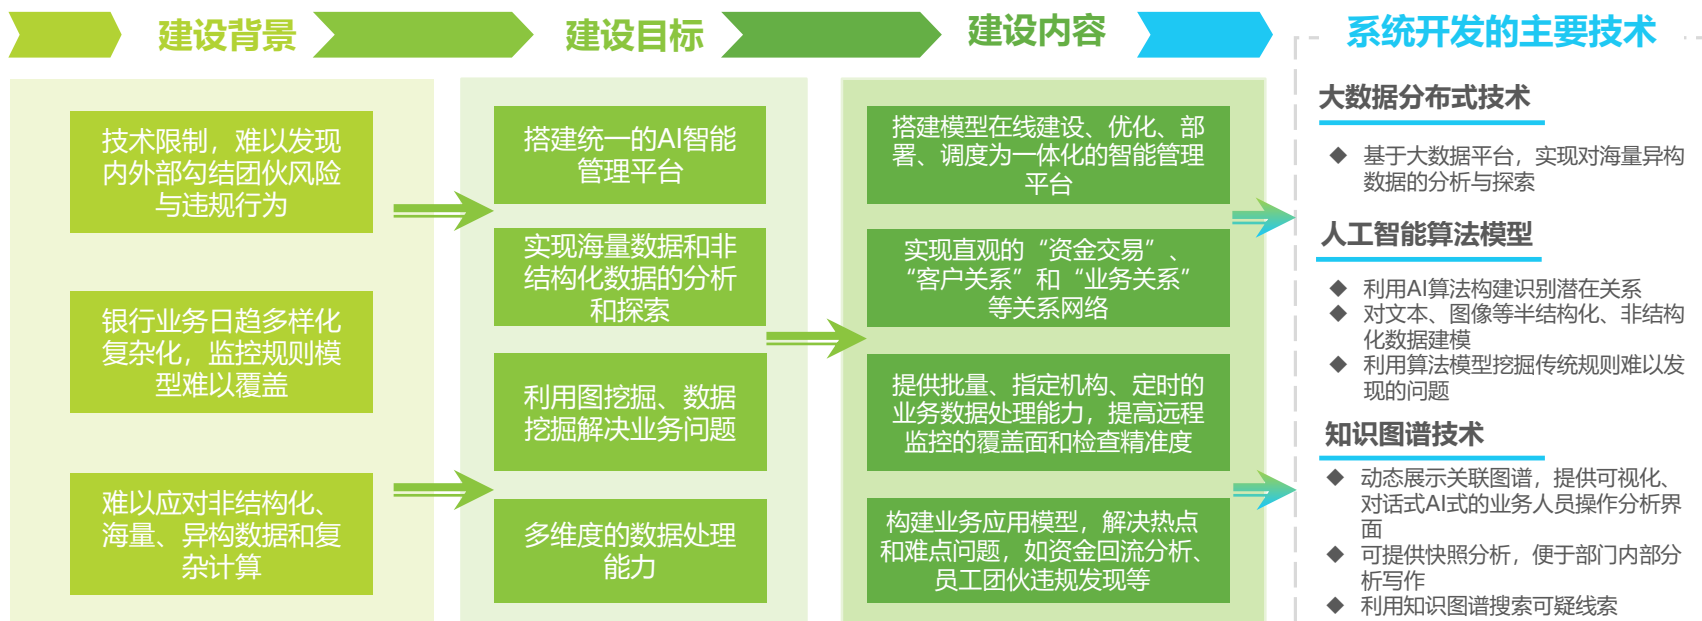 建设背景
建设目标
建设内容
系统开发的主要技术
技术限制，难以发现
内外部勾结团伙风险
与违规行为
银行业务日趋多样化
复杂化，监控规则模
型难以覆盖
难以应对非结构化、
海量、异构数据和复
杂计算
搭建统一的AI智能
管理平台
实现海量数据和非
结构化数据的分析
和探索
利用图挖掘、数据
挖掘解决业务问题
多维度的数据处理
能力
搭建模型在线建设、优化、部
署、调度为一体化的智能管理
平台
实现直观的“资金交易”、
“客户关系”和“业务关系”
等关系网络
提供批量、指定机构、定时的
业务数据处理能力，提高远程
监控的覆盖面和检查精准度
构建业务应用模型，解决热点
和难点问题，如资金回流分析、
员工团伙违规发现等
大数据分布式技术
◆ 基于大数据平台，实现对海量异构
数据的分析与探索
人工智能算法模型
◆ 利用AI算法构建识别潜在关系
◆ 对文本、图像等半结构化、非结构
化数据建模
◆ 利用算法模型挖掘传统规则难以发
现的问题
知识图谱技术
◆ 动态展示关联图谱，提供可视化、
对话式AI式的业务人员操作分析界
面
◆ 可提供快照分析，便于部门内部分
析写作
◆ 利用知识图谱搜索可疑线索